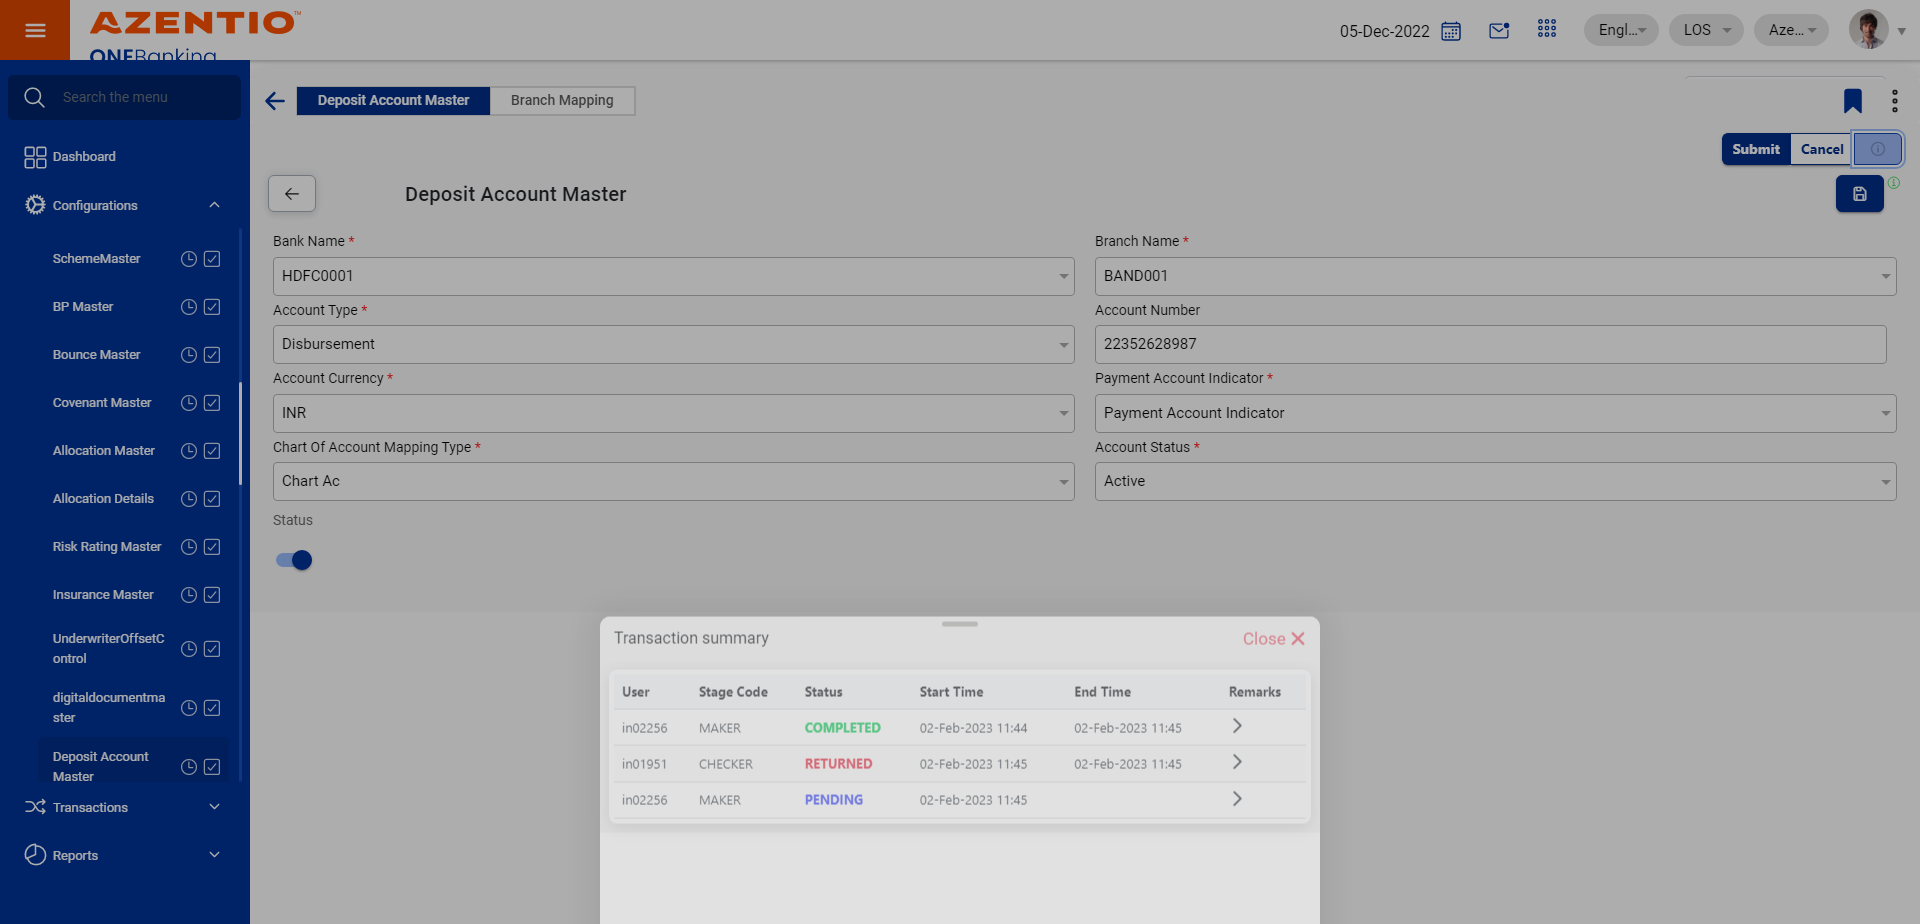 AZENTIO™
ONEBanking
05-Dec-2022
Engl...
LOS
Aze...
Search the menu
Dashboard
Configurations
SchemeMaster
BP Master
Bounce Master
Covenant Master
Allocation Master
Allocation Details
Risk Rating Master
Insurance Master
UnderwriterOffsetC
ontrol
digitaldocumentma
ster
Deposit Account
Master
Transactions
Reports
Deposit Account Master
Branch Mapping
Submit
Cancel
Deposit Account Master
Bank Name *
HDFC0001
Branch Name *
BAND001
Account Type *
Disbursement
Account Number
22352628987
Account Currency *
INR
Payment Account Indicator *
Payment Account Indicator
Chart Of Account Mapping Type *
Chart Ac
Account Status *
Active
Status
Transaction summary
Close
User Stage Code Status Start Time End Time Remarks
in02256 MAKER COMPLETED 02-Feb-2023 11:44 02-Feb-2023 11:45
in01951 CHECKER RETURNED 02-Feb-2023 11:45 02-Feb-2023 11:45
in02256 MAKER PENDING 02-Feb-2023 11:45